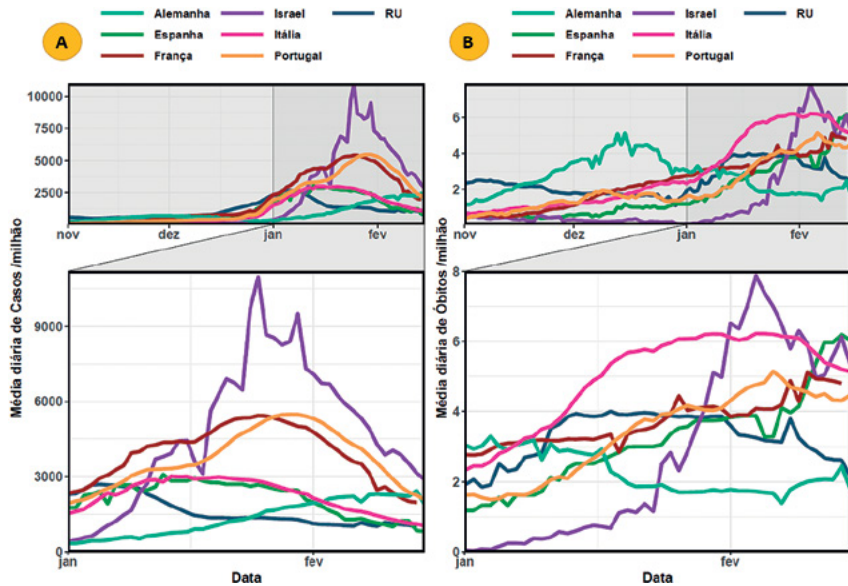 A
Alemanha Israel RU
Espanha Itália
França Portugal
Média diária de Casos /milhão
10000
7500
5000
2500
nov dez jan fev
9000
6000
3000
0
jan fev
Data
B
Alemanha Israel RU
Espanha Itália
França Portugal
Média diária de Óbitos /milhão
6
4
2
nov dez jan fev
8
6
4
2
0
jan fev
Data